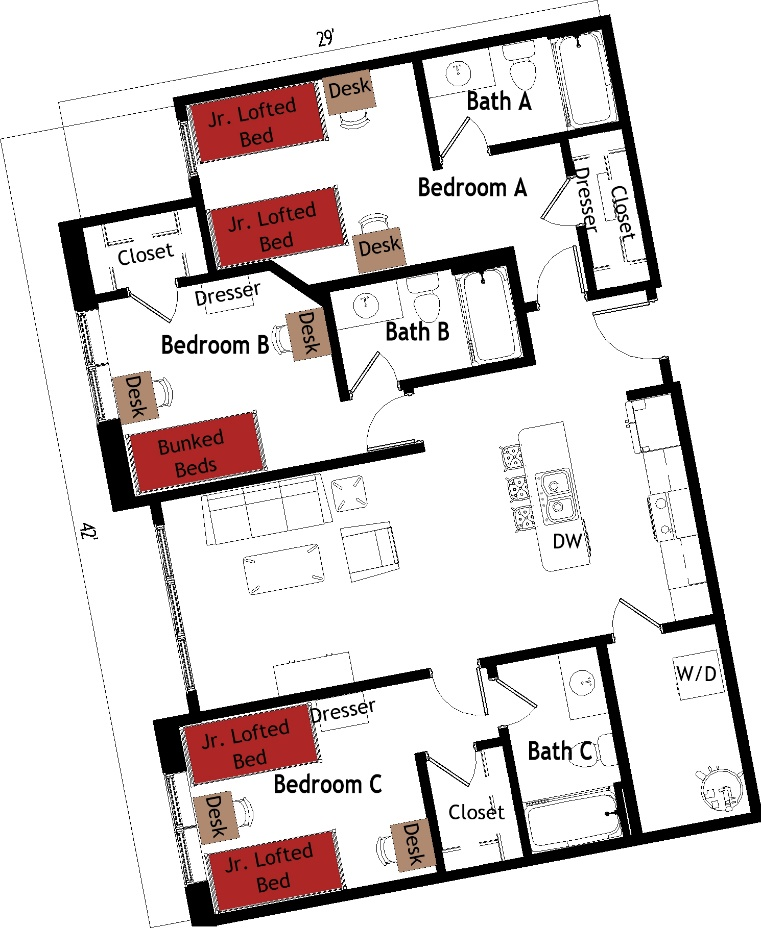 29'
Jr. Lofted
Bed
Desk
Bath A
Bedroom A
Dresser
Closet
Jr. Lofted
Bed
Desk
Closet
Dresser
Bedroom B
Desk
Bath B
Desk
Bunked
Beds
42'
DW
W/D
Jr. Lofted
Bed
Dresser
Bedroom C
Bath C
Desk
Closet
Desk
Jr. Lofted
Bed